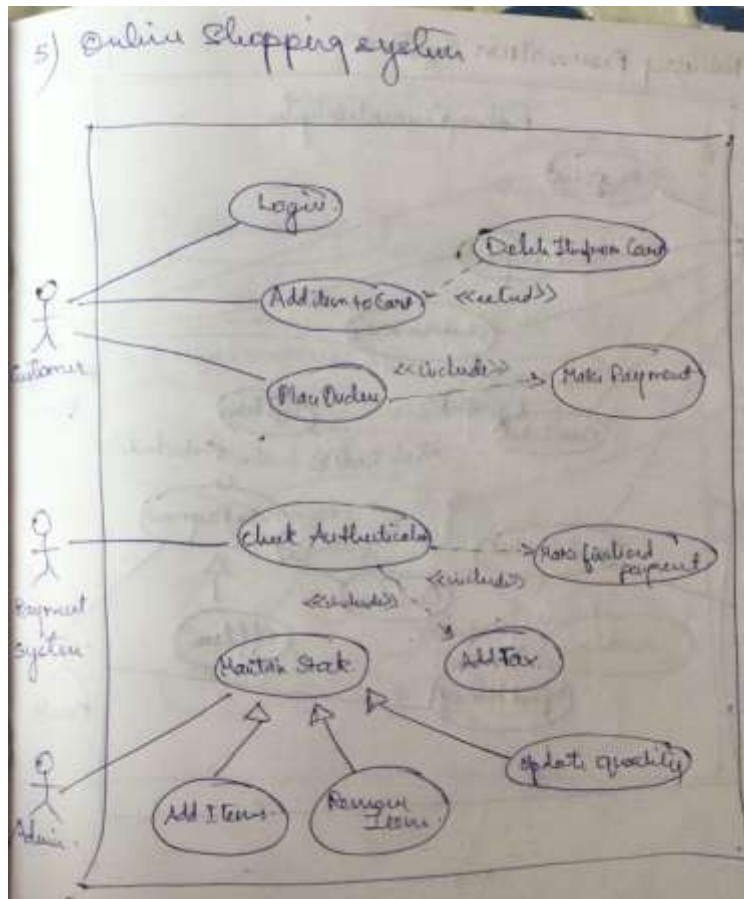 5) Online Shopping system
Login
Delete Item from Card
Add item to Cart
<<extend>>
Customer
<<include>>
Make Payment
Place Order
Check Authentication
Make payment
<<include>>
<<include>>
Payment
System
Maintain Stock
Add Tax
Update quantity
Add Items
Remove
Item
Admin